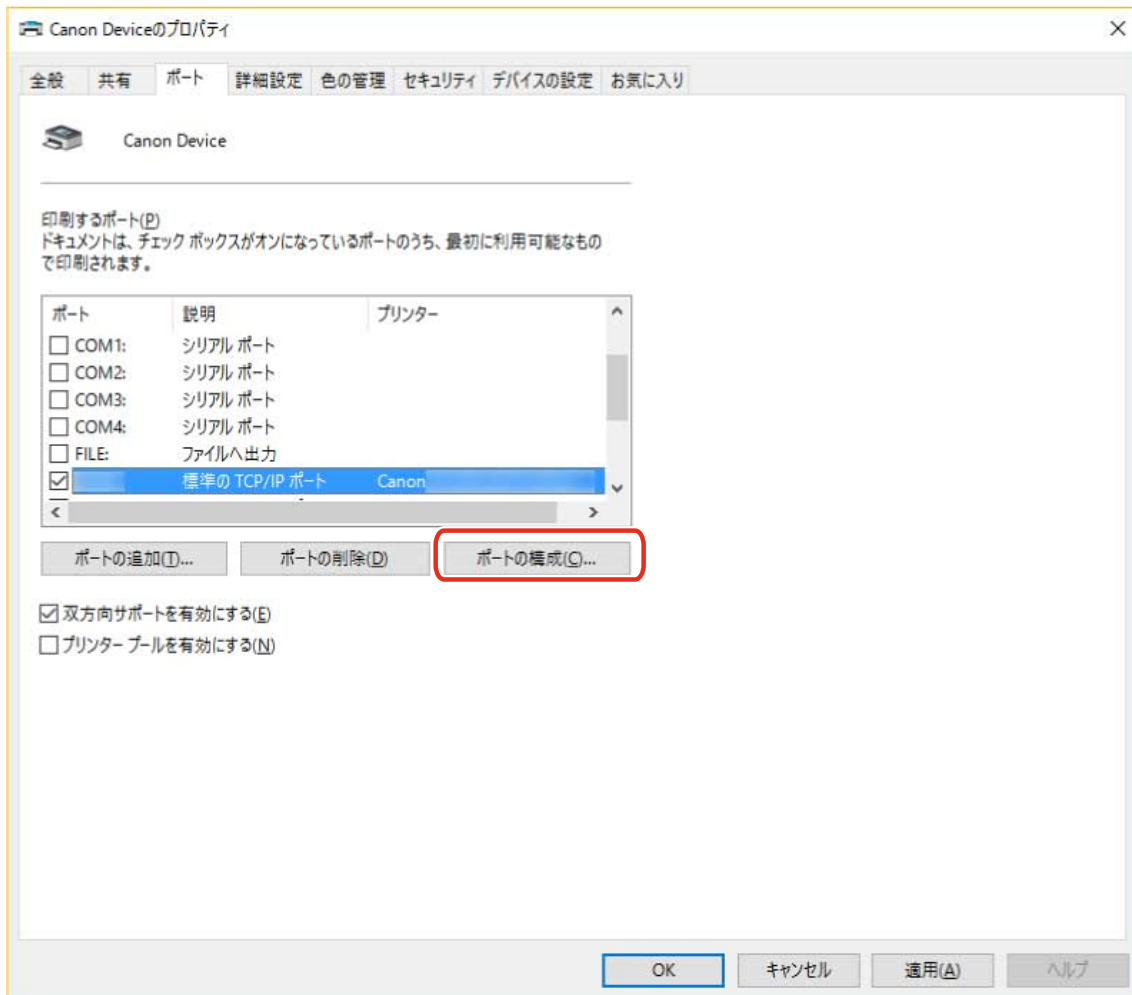 Canon Deviceのプロパティ
全般 共有 ポート 詳細設定 色の管理 セキュリティ デバイスの設定 お気に入り
Canon Device
印刷するポート(P)
ドキュメントは、チェック ボックスがオンになっているポートのうち、最初に利用可能なもの
で印刷されます。
ポート 説明 プリンター
COM1: シリアル ポート
COM2: シリアル ポート
COM3: シリアル ポート
COM4: シリアル ポート
FILE: ファイルへ出力
標準の TCP/IP ポート Canon
ポートの追加(T)... ポートの削除(D) ポートの構成(C)...
双方向サポートを有効にする(E)
プリンター プールを有効にする(N)
OK キャンセル 適用(A) ヘルプ